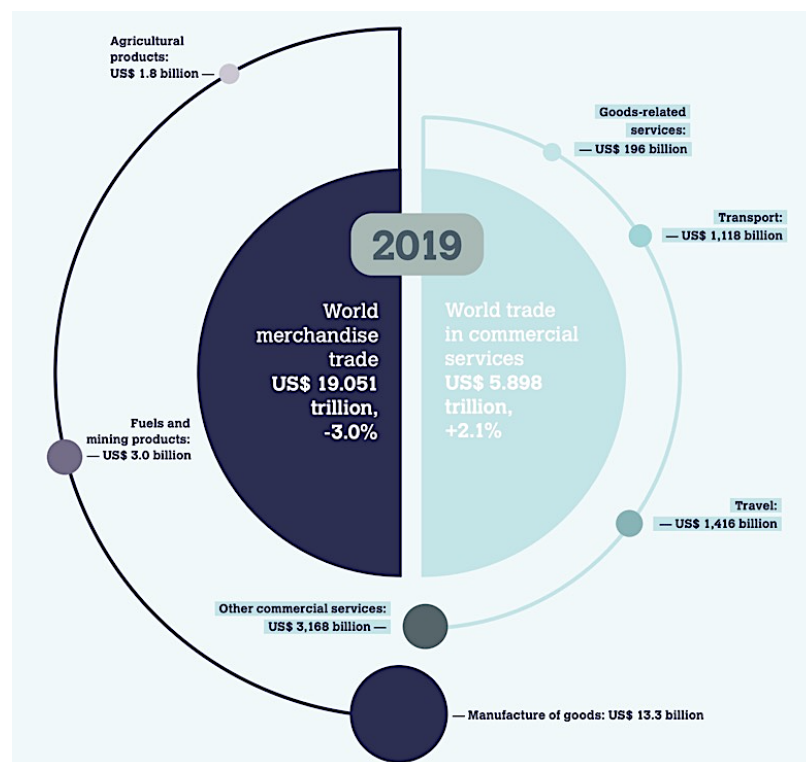 Agricultural
products:
US$ 1.8 billion —
Goods-related
services:
— US$ 196 billion
Transport:
— US$ 1,118 billion
2019
World
merchandise
trade
US$ 19.051
trillion,
-3.0%
World trade
in commercial
services
US$ 5.898
trillion,
+2.1%
Fuels and
mining products:
— US$ 3.0 billion
Travel:
— US$ 1,416 billion
Other commercial services:
US$ 3,168 billion —
— Manufacture of goods: US$ 13.3 billion